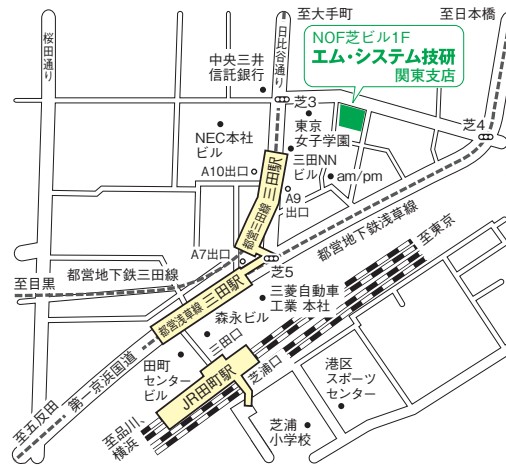 至大手町
至日本橋
桜田通り
日比谷通り
NOF芝ビル1F
エム・システム技研
関東支店
中央三井
信託銀行
芝3
芝4
NEC本社
ビル
東京
女子学園
三田NN
ビル
am/pm
A10出口
A9
出口
都営三田線 三田駅
A7出口
芝5
都営地下鉄浅草線
至東京
都営地下鉄三田線
至目黒
都営浅草線 三田駅
三菱自動車
工業 本社
森永ビル
三田口
田町
センター
ビル
JR田町駅
芝浦口
第一京浜国道
至五反田
至品川、
横浜
港区
スポーツ
センター
芝浦
小学校